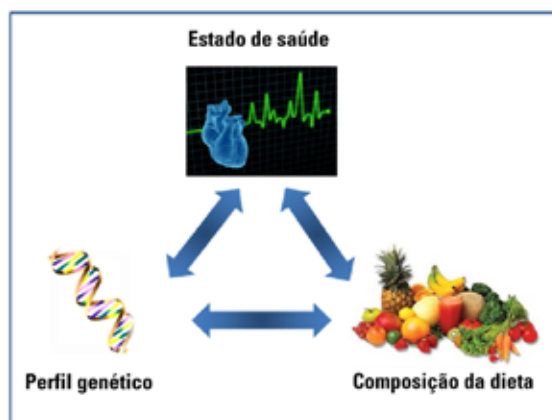 Estado de saúde
Perfil genético
Composição da dieta